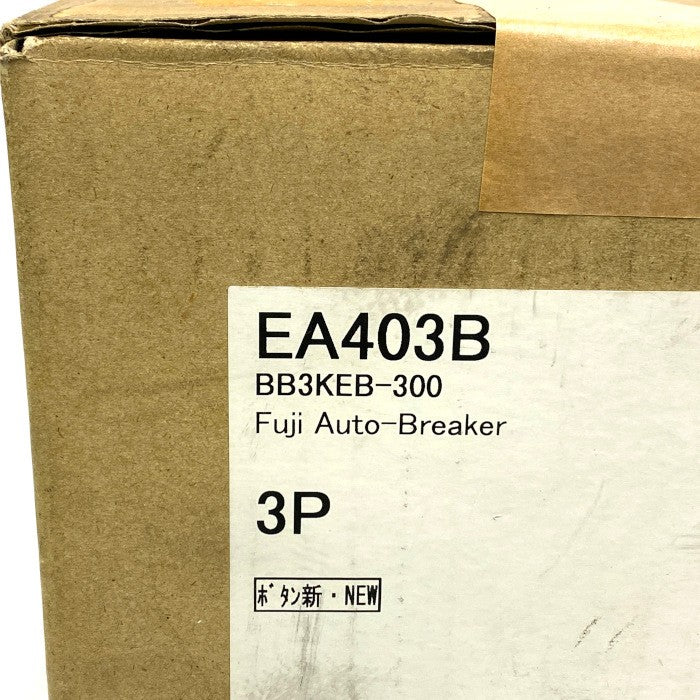 EA403B
BB3KEB-300
Fuji Auto-Breaker
3P
ﾎﾞﾀﾝ新・NEW